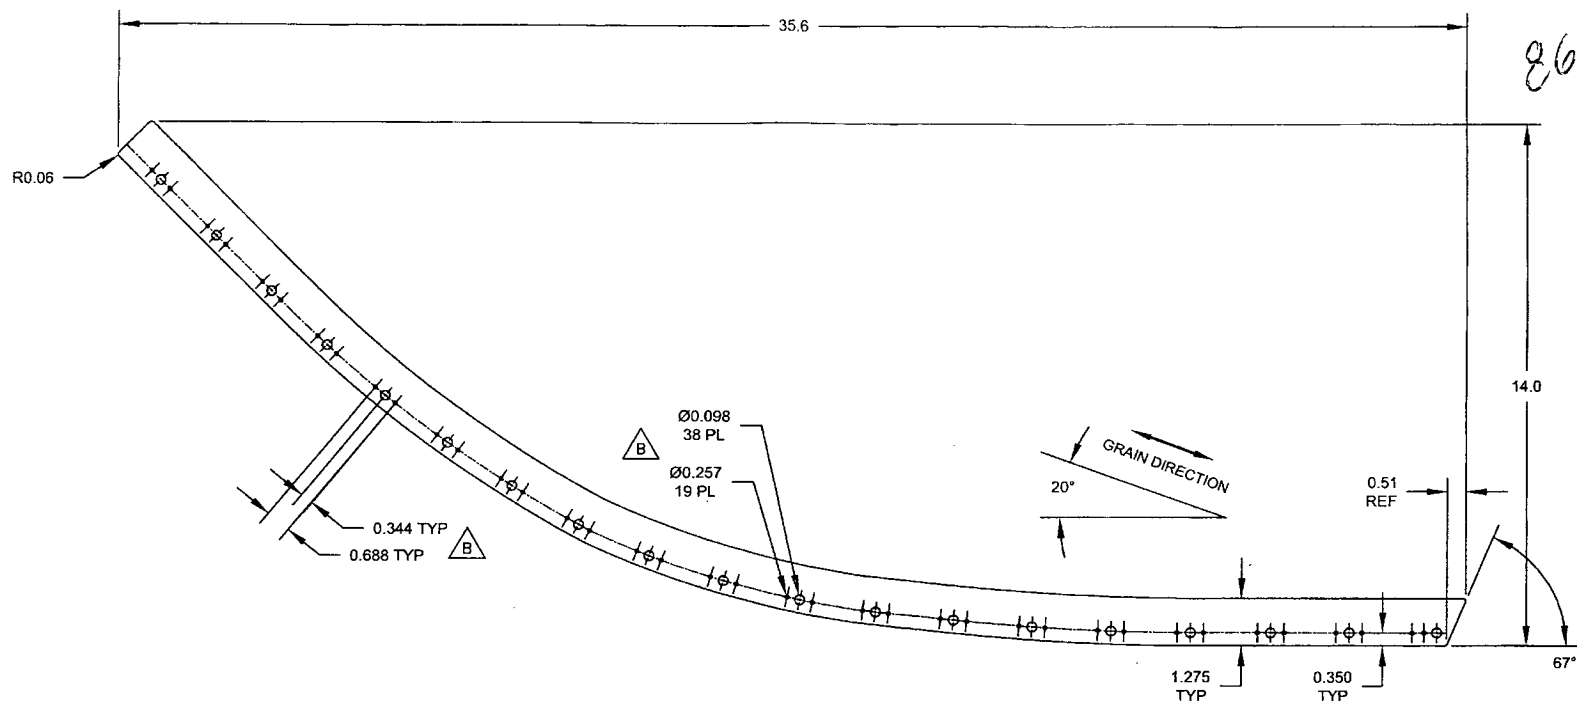 35.6
86
R0.06
14.0
Ø0.098
38 PL
B
Ø0.257
19 PL
GRAIN DIRECTION
20°
0.51
REF
0.344 TYP
0.688 TYP
B
1.275
TYP
0.350
TYP
67°